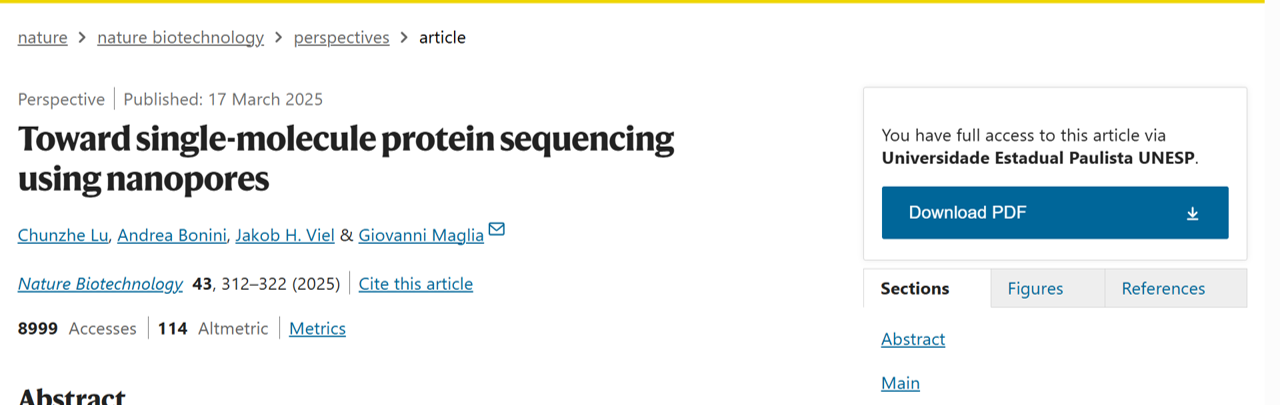 nature > nature biotechnology > perspectives > article
Perspective | Published: 17 March 2025
Toward single-molecule protein sequencing
using nanopores
Chunzhe Lu, Andrea Bonini, Jakob H. Viel & Giovanni Maglia
Nature Biotechnology 43, 312–322 (2025) | Cite this article
8999 Accesses | 114 Altmetric | Metrics
Abstract
You have full access to this article via
Universidade Estadual Paulista UNESP.
Download PDF
Sections Figures References
Abstract
Main